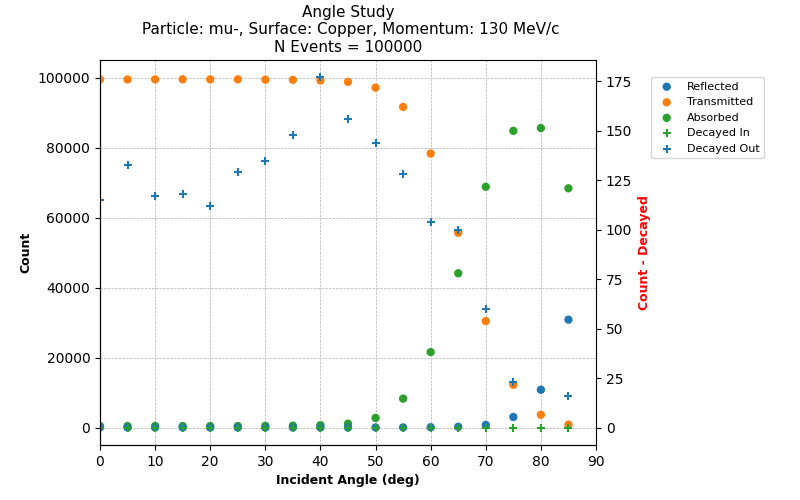 Angle Study
Particle: mu-, Surface: Copper, Momentum: 130 MeV/c
N Events = 100000
100000
80000
60000
40000
20000
0
Count
0 10 20 30 40 50 60 70 80 90
Incident Angle (deg)
175
150
125
100
75
50
25
0
Count - Decayed
Reflected
Transmitted
Absorbed
Decayed In
Decayed Out